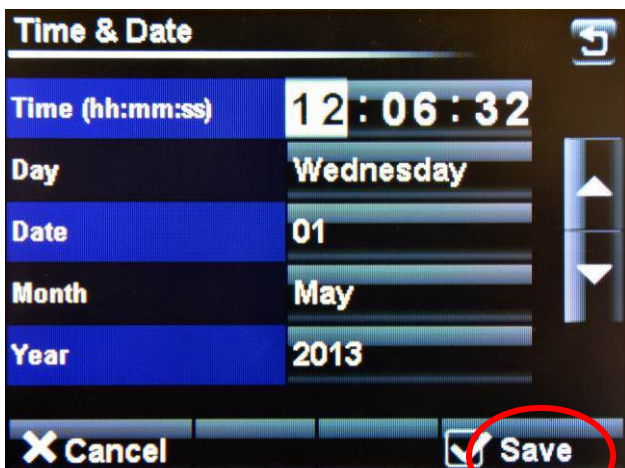 Time & Date
Time (hh:mm:ss) 12:06:32
Day Wednesday
Date 01
Month May
Year 2013
Cancel Save